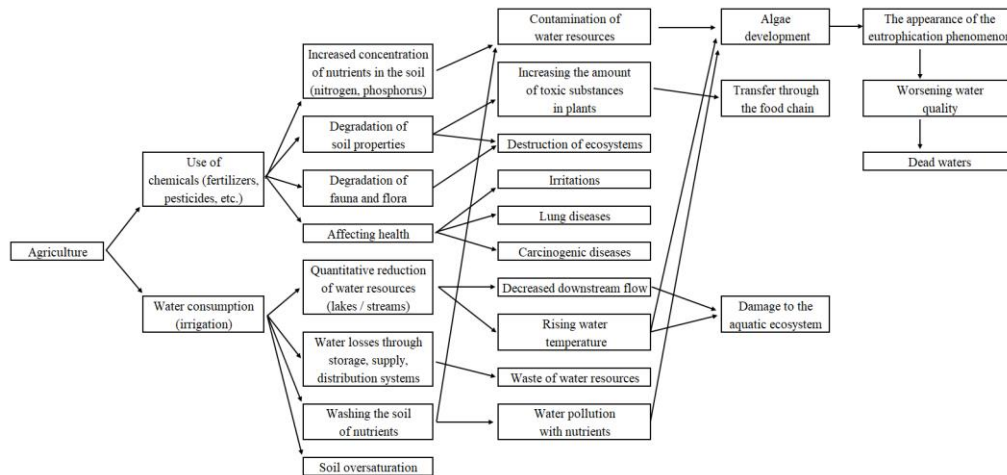 Agriculture
Use of
chemicals (fertilizers,
pesticides, etc.)
Water consumption
(irrigation)
Increased concentration
of nutrients in the soil
(nitrogen, phosphorus)
Degradation of
soil properties
Degradation of
fauna and flora
Affecting health
Quantitative reduction
of water resources
(lakes / streams)
Water losses through
storage, supply,
distribution systems
Washing the soil
of nutrients
Soil oversaturation
Contamination of
water resources
Increasing the amount
of toxic substances
in plants
Destruction of ecosystems
Irritations
Lung diseases
Carcinogenic diseases
Decreased downstream flow
Rising water
temperature
Waste of water resources
Water pollution
with nutrients
Algae
development
Transfer through
the food chain
Damage to the
aquatic ecosystem
The appearance of the
eutrophication phenomenon
Worsening water
quality
Dead waters